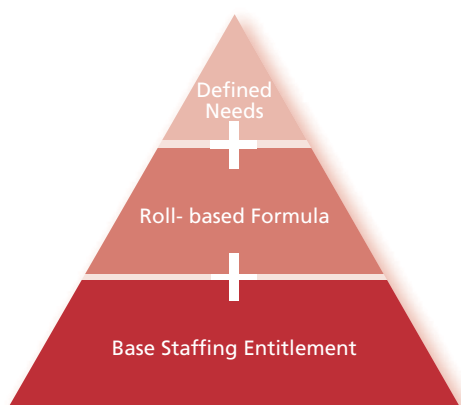 Defined
Needs
Roll- based Formula
Base Staffing Entitlement